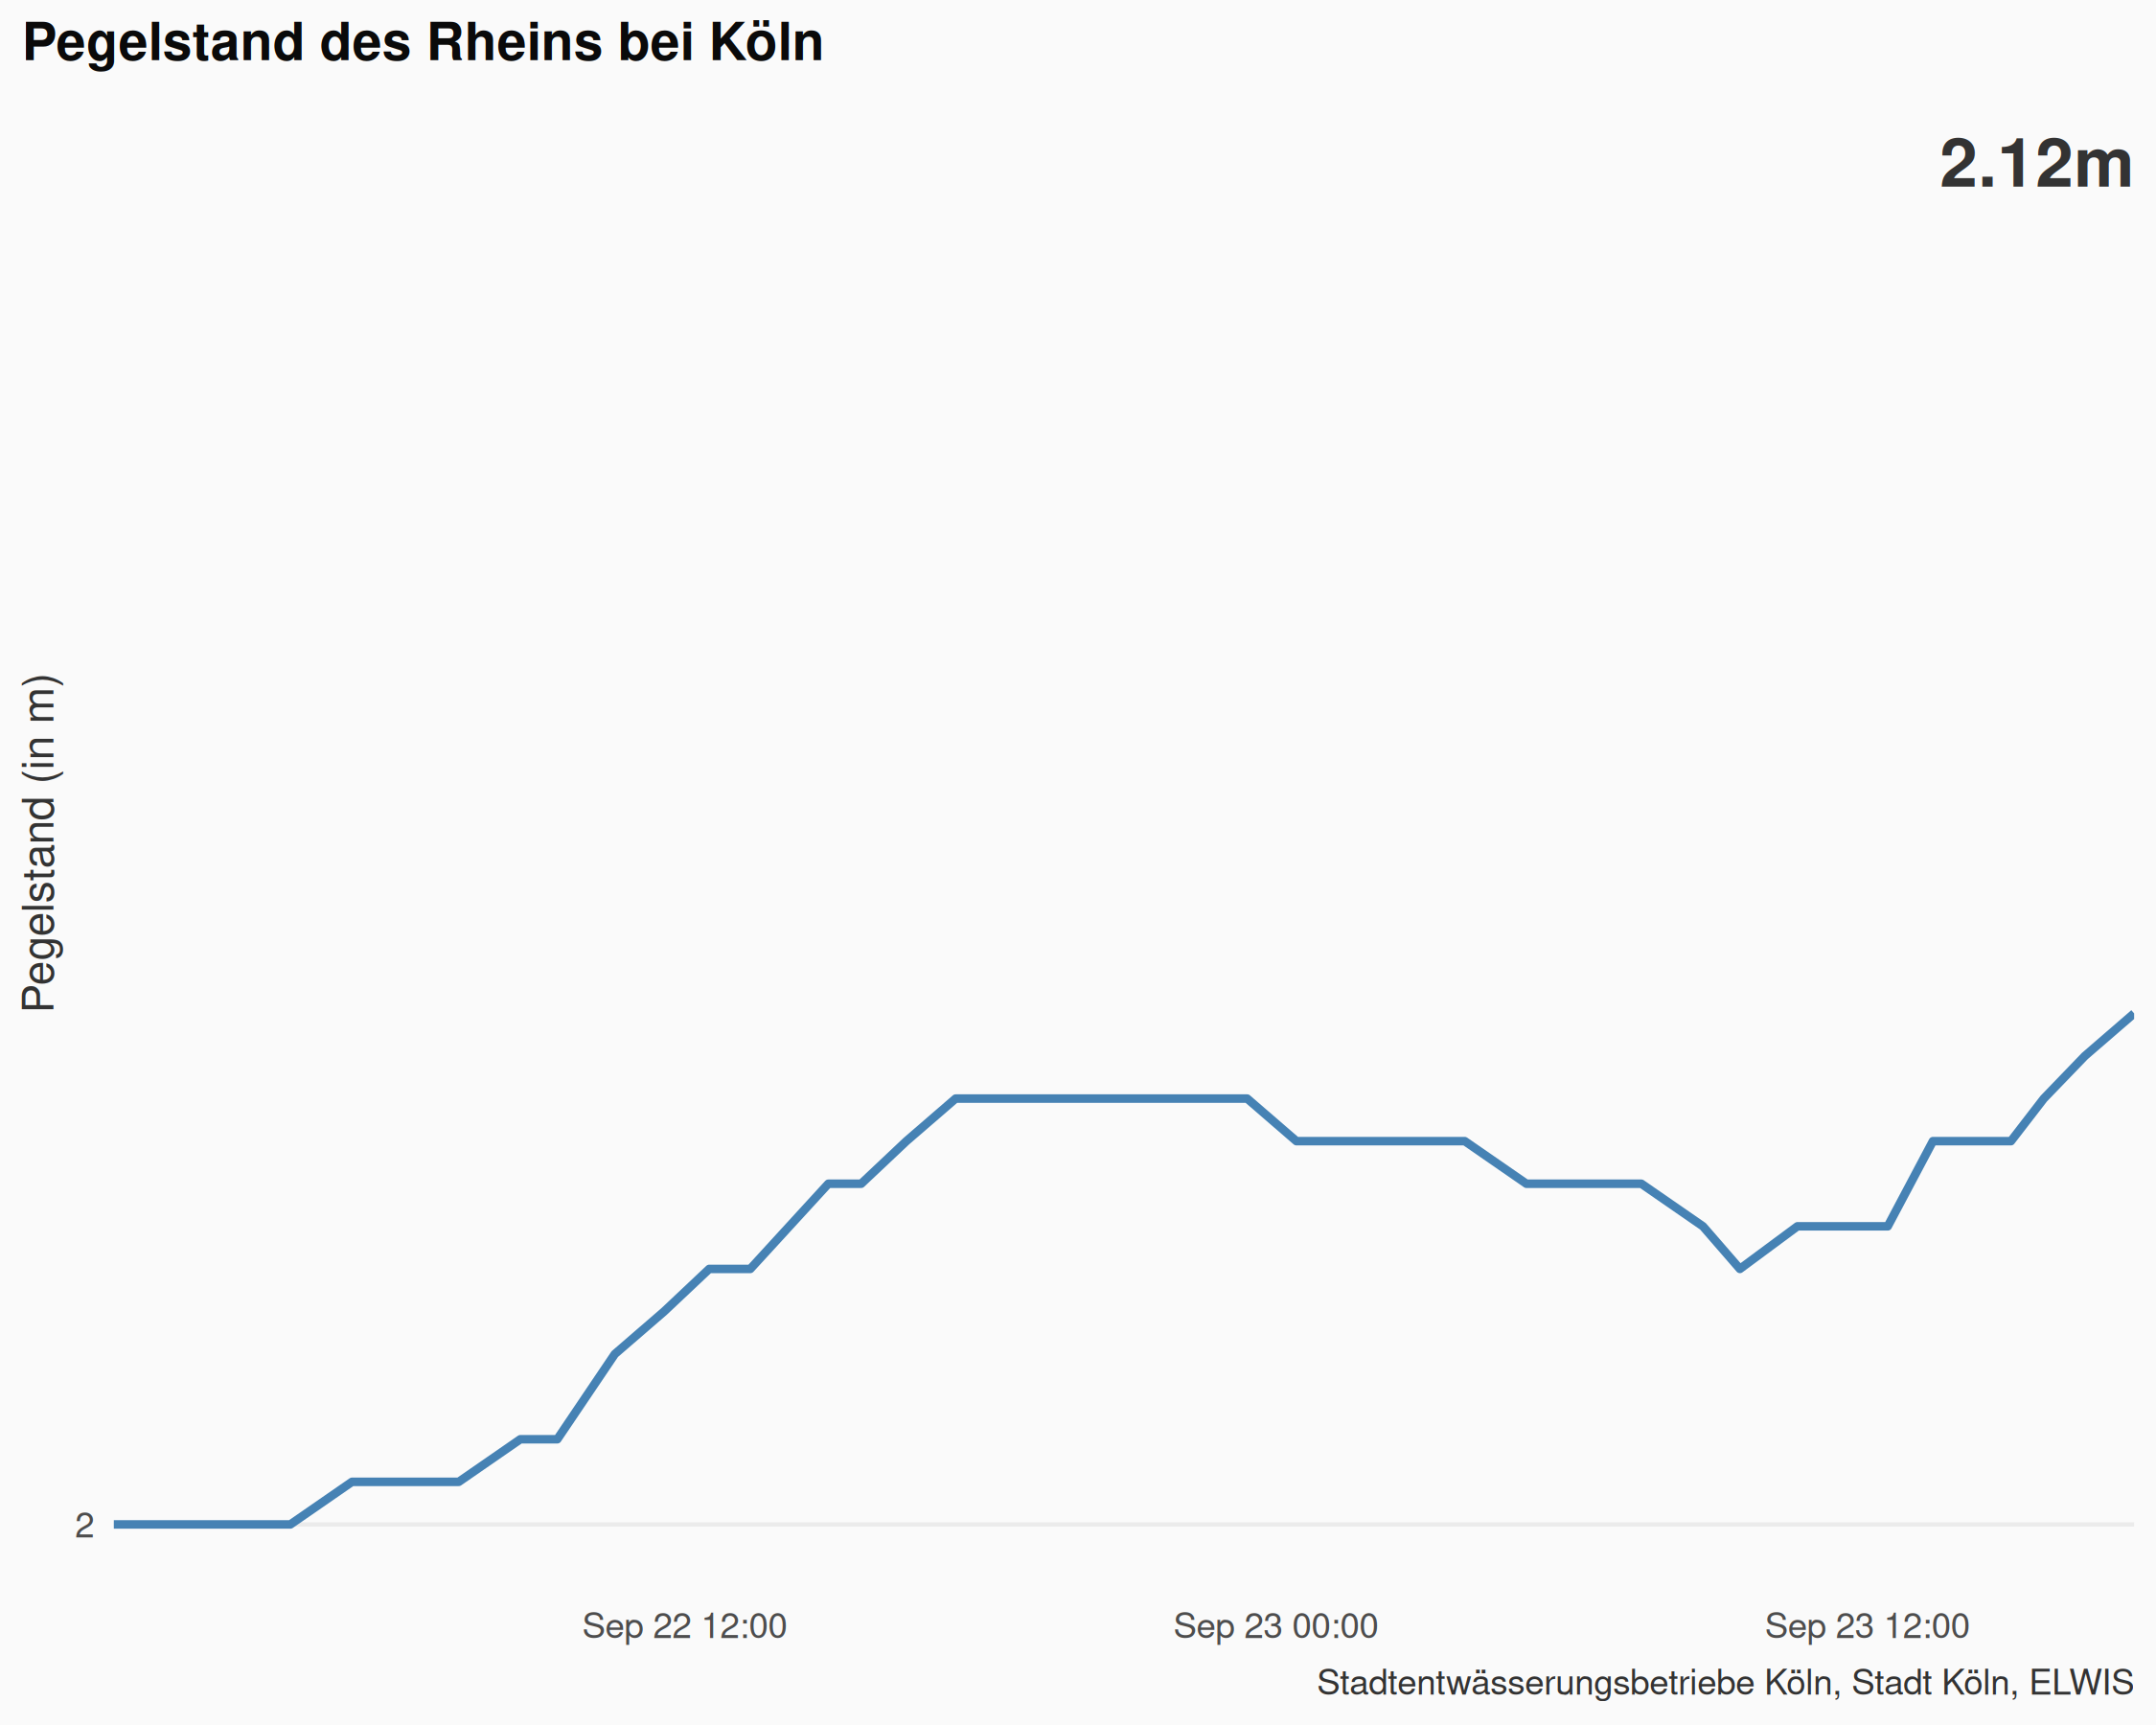 Pegelstand des Rheins bei Köln
2.12m
Pegelstand (in m)
2
Sep 22 12:00
Sep 23 00:00
Sep 23 12:00
Stadtentwässerungsbetriebe Köln, Stadt Köln, ELWIS